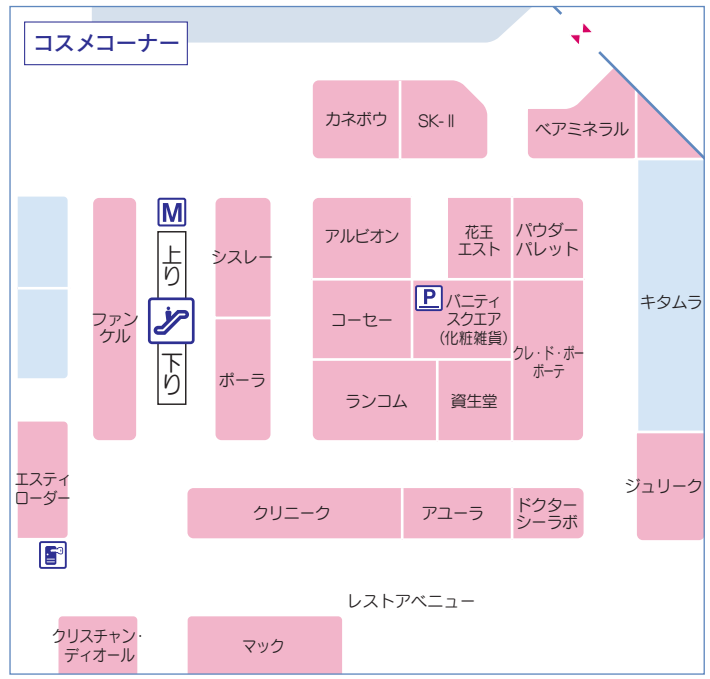 コスメコーナー
カネボウ
SK-Ⅱ
ベアミネラル
M
上り
下り
シスレー
アルビオン
花王
エスト
パウダー
パレット
ファン
ケル
コーセー
P
バニティ
スクエア
(化粧雑貨)
キタムラ
クレ・ド・ポー
ボーテ
ポーラ
ランコム
資生堂
エスティ
ローダー
クリニーク
アユーラ
ドクター
シーラボ
ジュリーク
レストアベニュー
クリスチャン・
ディオール
マック